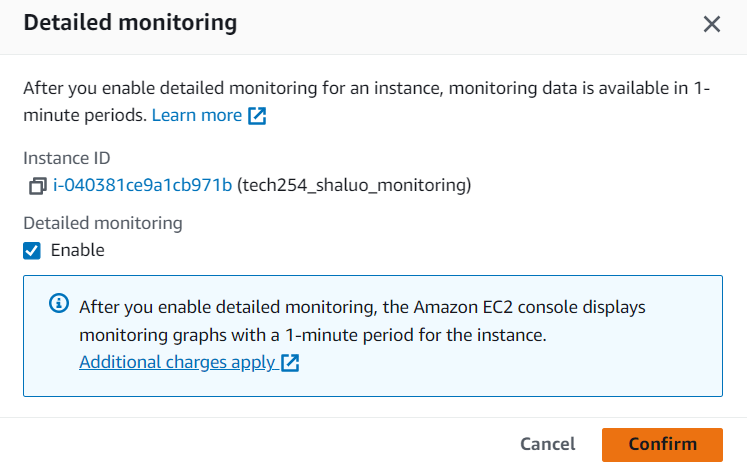 Detailed monitoring
After you enable detailed monitoring for an instance, monitoring data is available in 1-
minute periods. Learn more
Instance ID
i-040381ce9a1cb971b (tech254_shaluo_monitoring)
Detailed monitoring
Enable
After you enable detailed monitoring, the Amazon EC2 console displays
monitoring graphs with a 1-minute period for the instance.
Additional charges apply
Cancel Confirm